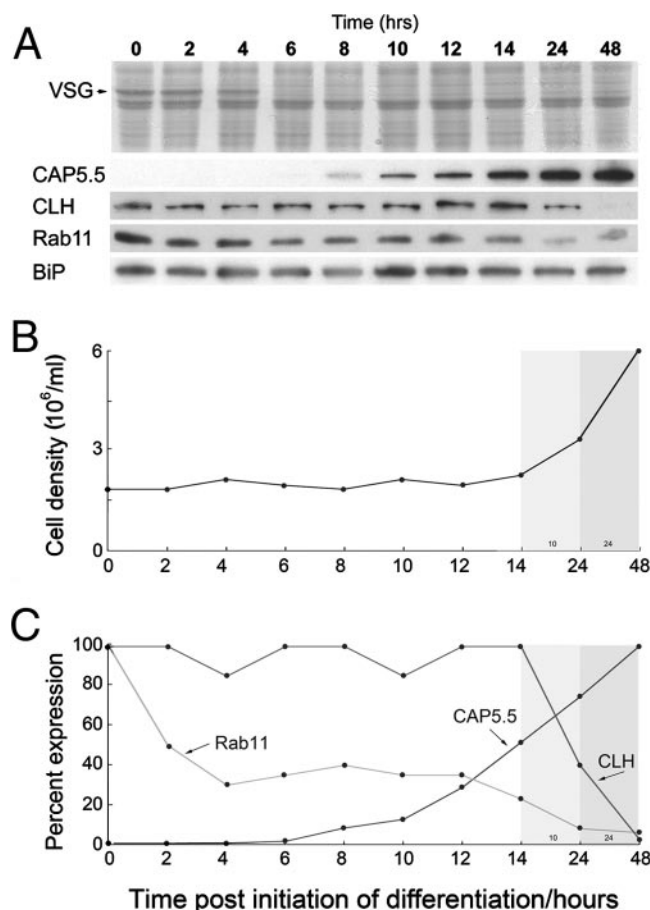 Time (hrs)
A 0 2 4 6 8 10 12 14 24 48
VSG
CAP5.5
CLH
Rab11
BiP
B
6
3
0
Cell density (10⁶/ml)
10 24
0 2 4 6 8 10 12 14 24 48
C
100
80
60
40
20
0
Percent expression
Rab11
CAP5.5
CLH
10 24
0 2 4 6 8 10 12 14 24 48
Time post initiation of differentiation/hours